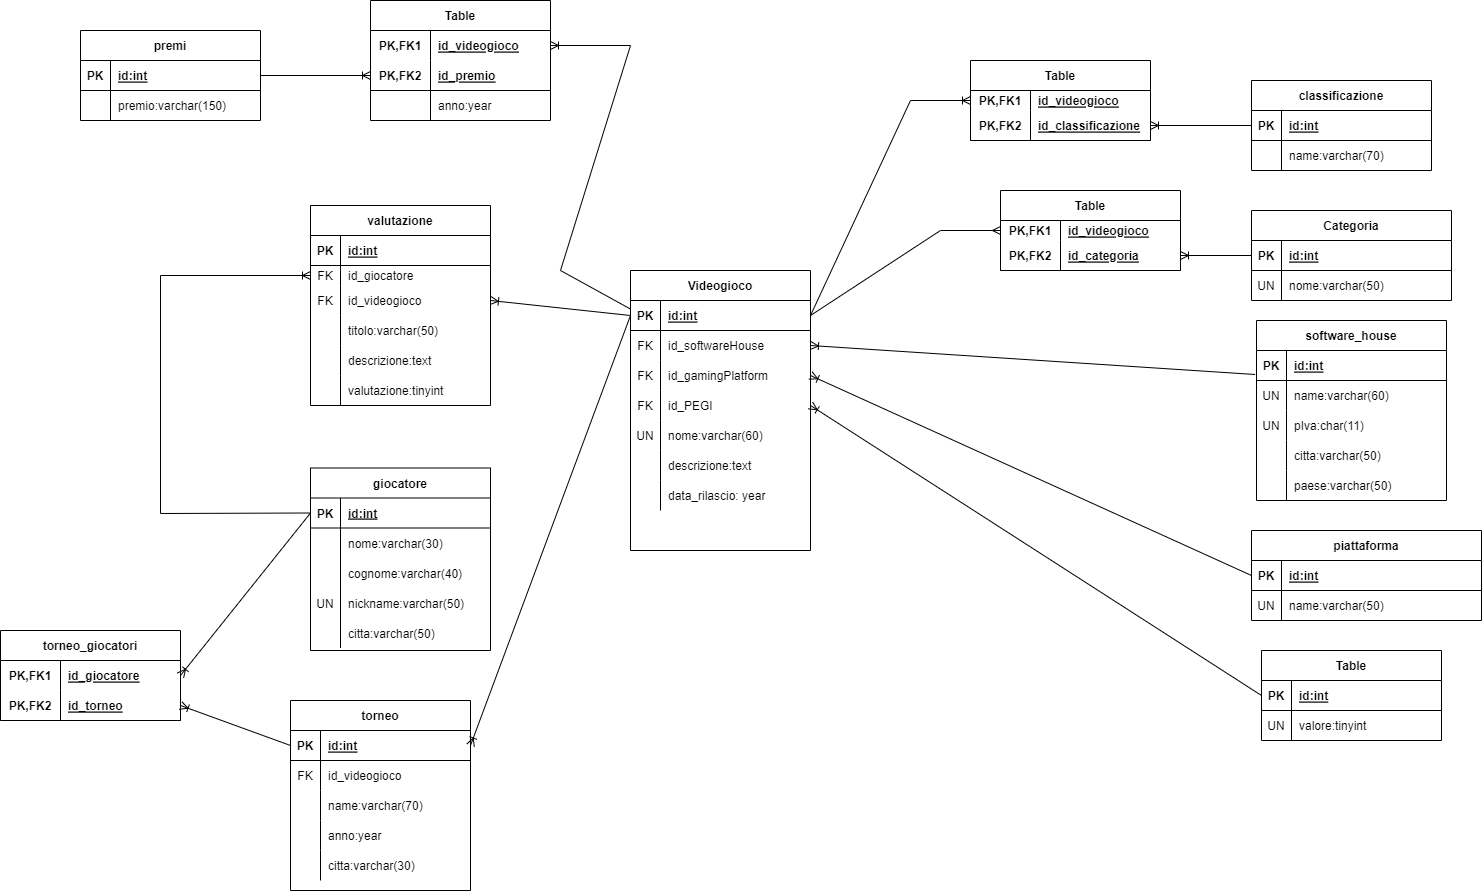 premi
PK id:int
premio:varchar(150)
Table
PK,FK1 id_videogioco
PK,FK2 id_premio
anno:year
Table
PK,FK1 id_videogioco
PK,FK2 id_classificazione
classificazione
PK id:int
name:varchar(70)
valutazione
PK id:int
FK id_giocatore
FK id_videogioco
titolo:varchar(50)
descrizione:text
valutazione:tinyint
Table
PK,FK1 id_videogioco
PK,FK2 id_categoria
Categoria
PK id:int
UN nome:varchar(50)
Videogioco
PK id:int
FK id_softwareHouse
FK id_gamingPlatform
FK id_PEGI
UN nome:varchar(60)
descrizione:text
data_rilascio: year
software_house
PK id:int
UN name:varchar(60)
UN pIva:char(11)
citta:varchar(50)
paese:varchar(50)
giocatore
PK id:int
nome:varchar(30)
cognome:varchar(40)
UN nickname:varchar(50)
citta:varchar(50)
piattaforma
PK id:int
UN name:varchar(50)
torneo_giocatori
PK,FK1 id_giocatore
PK,FK2 id_torneo
torneo
PK id:int
FK id_videogioco
name:varchar(70)
anno:year
citta:varchar(30)
Table
PK id:int
UN valore:tinyint